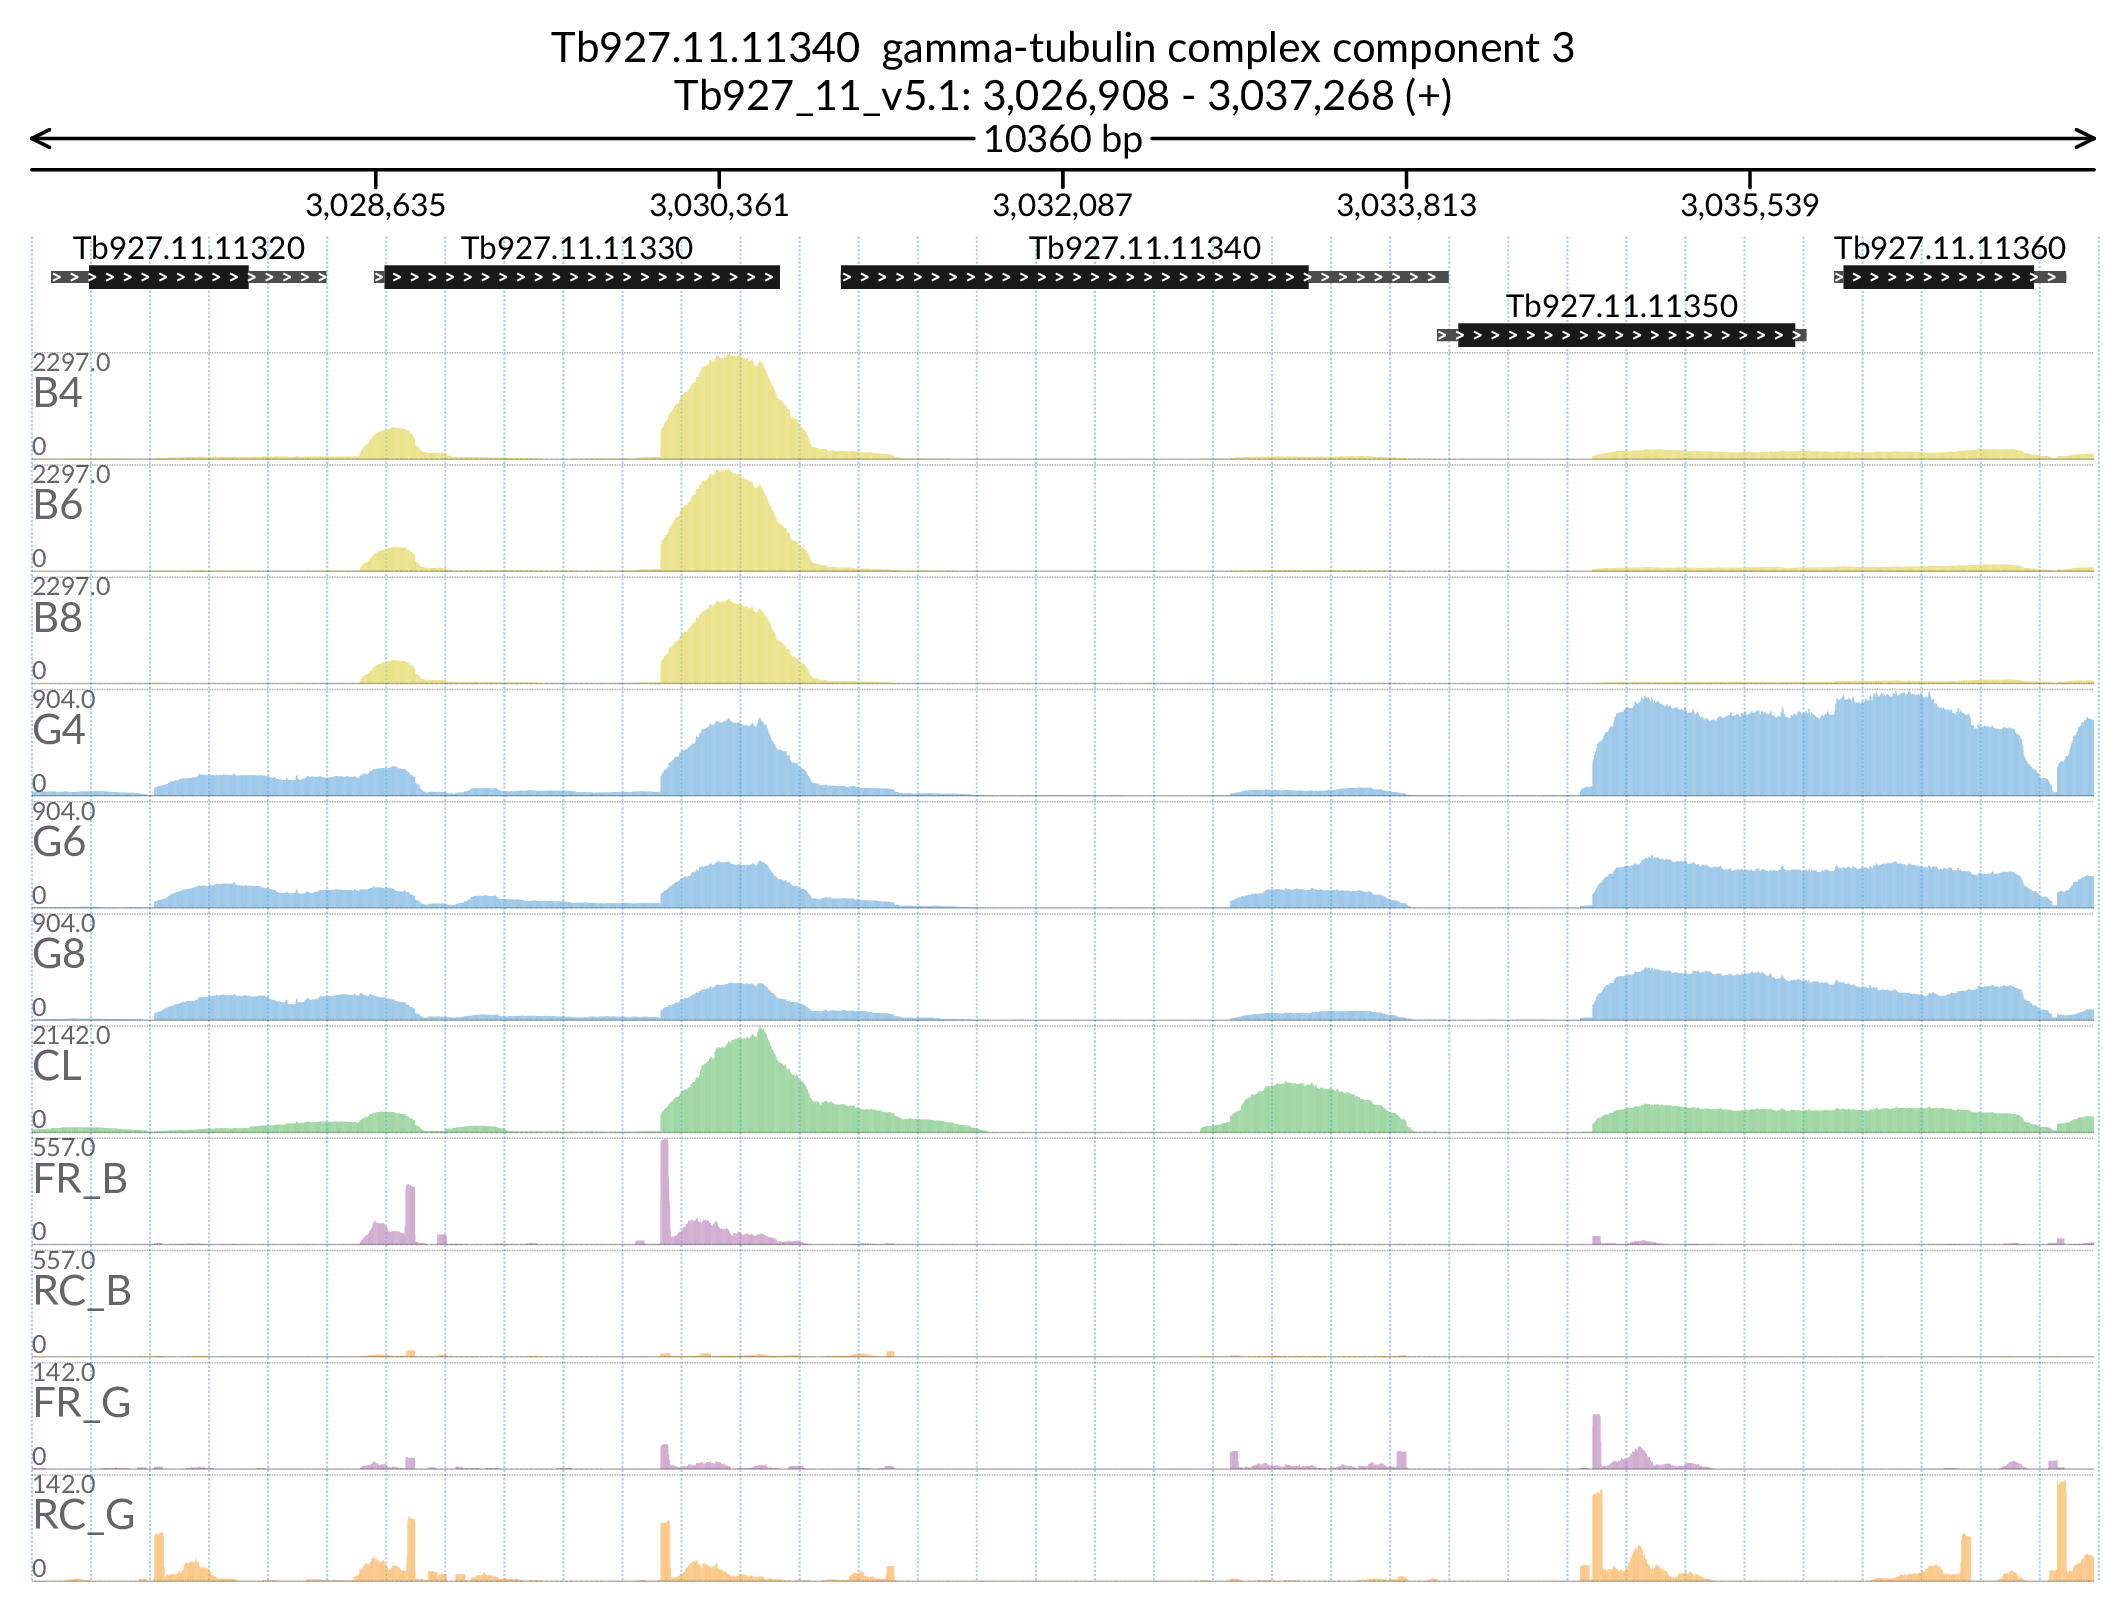 Tb927.11.11340  gamma-tubulin complex component 3
Tb927_11_v5.1: 3,026,908 - 3,037,268 (+)
10360 bp
3,028,635 3,030,361 3,032,087 3,033,813 3,035,539
Tb927.11.11320 Tb927.11.11330 Tb927.11.11340 Tb927.11.11360
Tb927.11.11350
2297.0
B4
0
2297.0
B6
0
2297.0
B8
0
904.0
G4
0
904.0
G6
0
904.0
G8
0
2142.0
CL
0
557.0
FR_B
0
557.0
RC_B
0
142.0
FR_G
0
142.0
RC_G
0